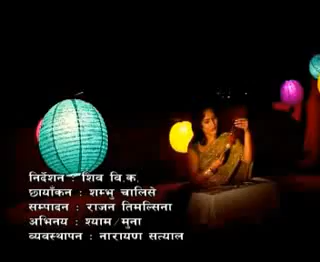 निर्देशन : शिव वि.क.
छायाँकन : शम्भु चालिसे
सम्पादन : राजन तिमल्सिना
अभिनय : श्याम/मुना
ब्यवस्थापन : नारायण सत्याल